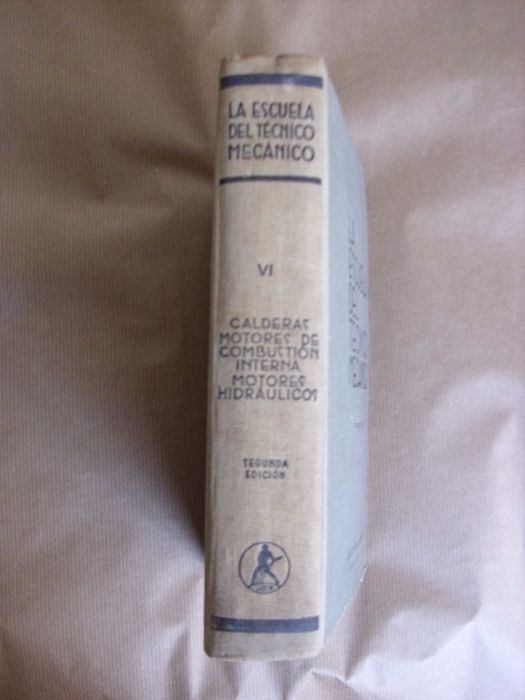 LA ESCUELA
DEL TÉCNICO
MECÁNICO
VI
CALDERAS
MOTORES DE
COMBUSTIÓN
INTERNA
MOTORES
HIDRÁULICOS
SEGUNDA
EDICIÓN